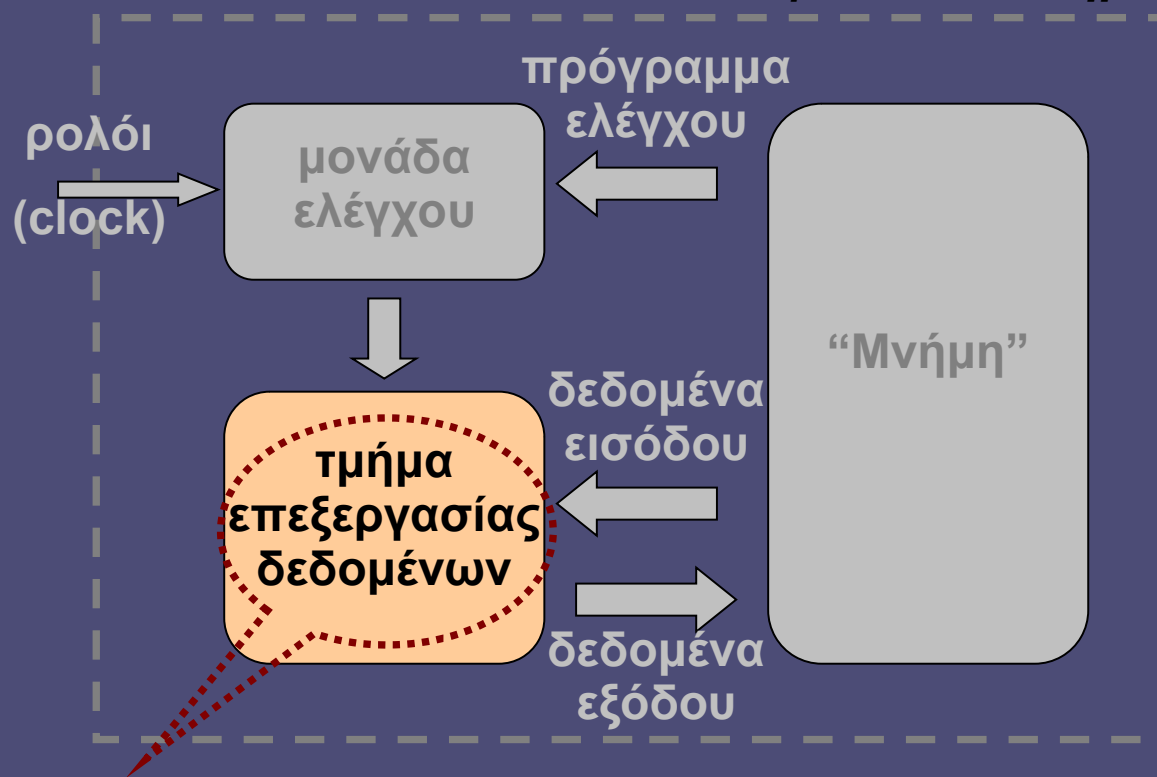 πρόγραμμα
ελέγχου
ρολόι
(clock)
μονάδα
ελέγχου
“Μνήμη”
δεδομένα
εισόδου
τμήμα
επεξεργασίας
δεδομένων
δεδομένα
εξόδου